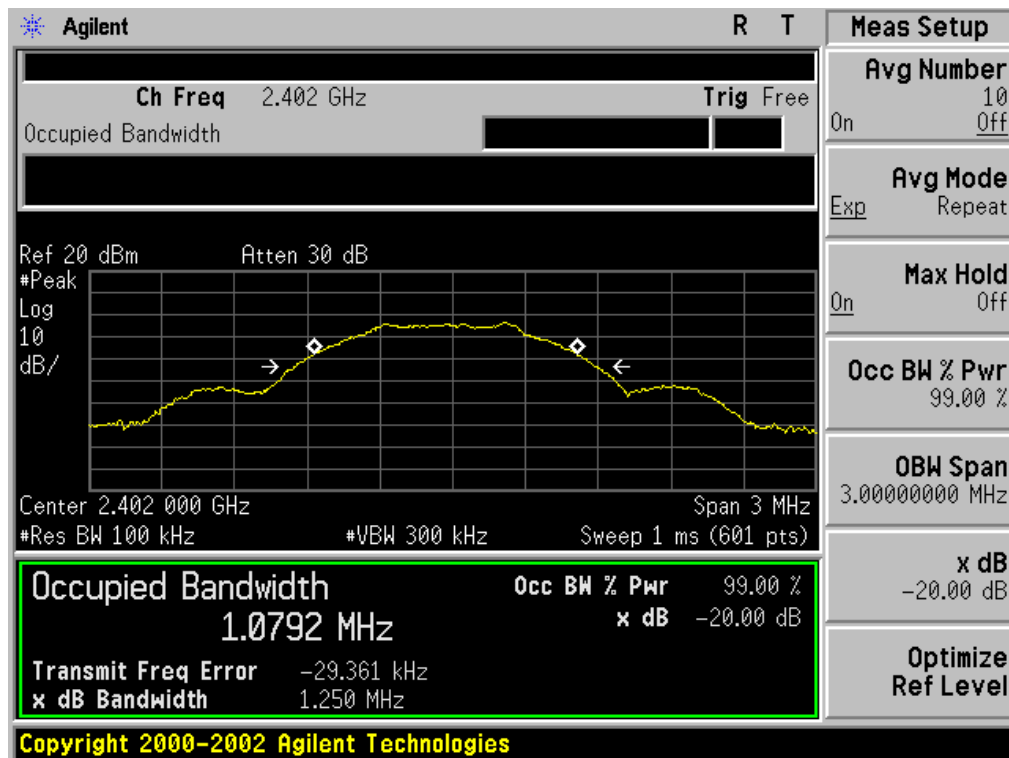 Agilent R T
Ch Freq 2.402 GHz Trig Free
Occupied Bandwidth
Ref 20 dBm Atten 30 dB
#Peak
Log
10
dB/
Center 2.402 000 GHz Span 3 MHz
#Res BW 100 kHz #VBW 300 kHz Sweep 1 ms (601 pts)
Occupied Bandwidth Occ BW % Pwr 99.00 %
1.0792 MHz x dB -20.00 dB
Transmit Freq Error -29.361 kHz
x dB Bandwidth 1.250 MHz
Copyright 2000-2002 Agilent Technologies
Meas Setup
Avg Number
10
On Off
Avg Mode
Exp Repeat
Max Hold
On Off
Occ BW % Pwr
99.00 %
OBW Span
3.00000000 MHz
x dB
-20.00 dB
Optimize
Ref Level